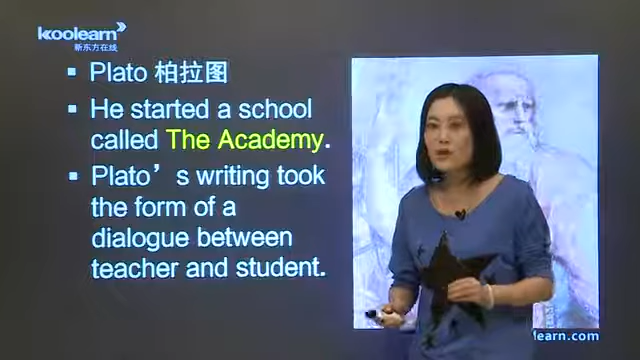 koolearn
新东方在线
Plato 柏拉图
He started a school
called The Academy.
Plato’s writing took
the form of a
dialogue between
teacher and student.
learn.com